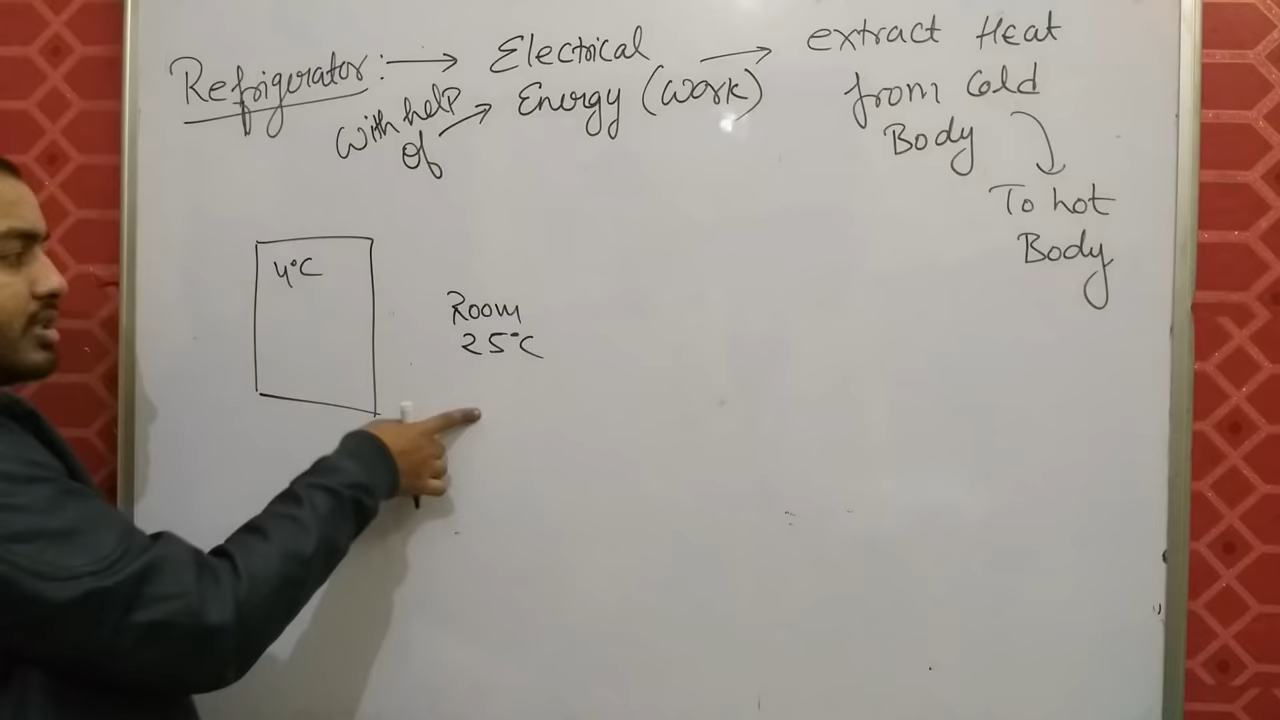 Refrigerator: → Electrical → extract Heat
With help of → Energy (Work) from Cold
Body
To hot
Body
4°C
Room
25°C